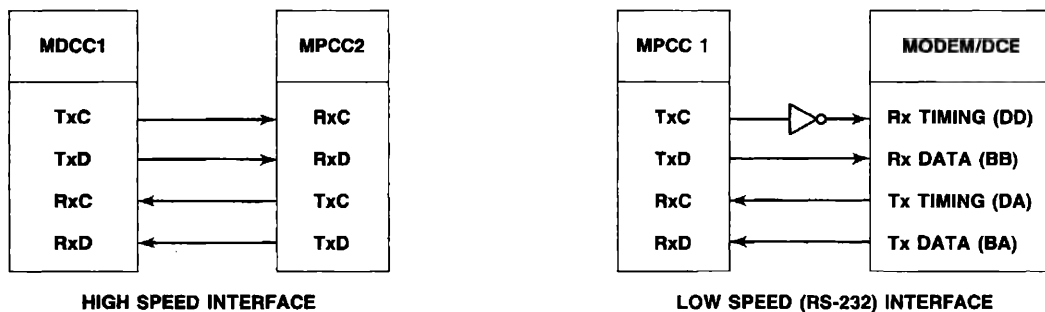 MDCC1
MPCC2
TxC
RxC
TxD
RxD
RxC
TxC
RxD
TxD
HIGH SPEED INTERFACE
MPCC 1
MODEM/DCE
TxC
Rx TIMING (DD)
TxD
Rx DATA (BB)
RxC
Tx TIMING (DA)
RxD
Tx DATA (BA)
LOW SPEED (RS-232) INTERFACE